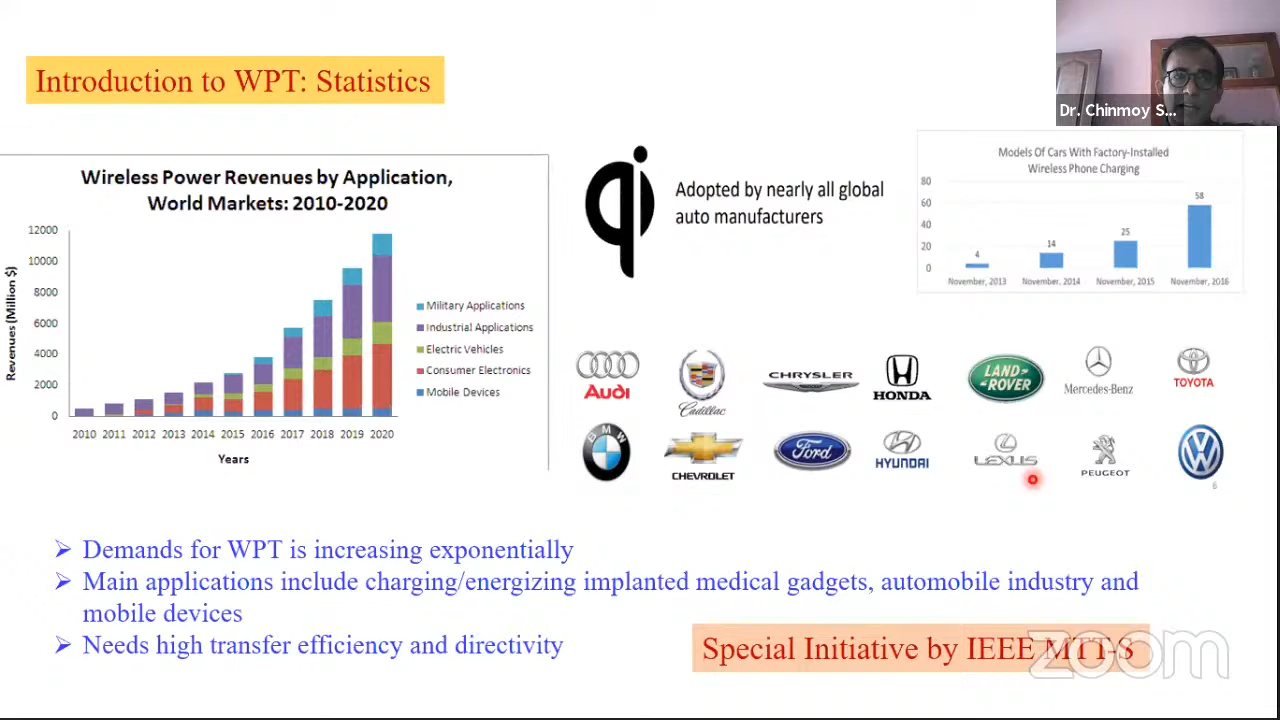 Introduction to WPT: Statistics
Dr. Chinmoy S...
Wireless Power Revenues by Application,
World Markets: 2010-2020
Revenues (Million $)
12000
10000
8000
6000
4000
2000
0
2010 2011 2012 2013 2014 2015 2016 2017 2018 2019 2020
Years
Military Applications
Industrial Applications
Electric Vehicles
Consumer Electronics
Mobile Devices
qi
Adopted by nearly all global
auto manufacturers
Models Of Cars With Factory-Installed
Wireless Phone Charging
80
60
40
20
0
4
14
25
58
November, 2013 November, 2014 November, 2015 November, 2016
Audi
Cadillac
CHRYSLER
HONDA
LAND-
ROVER
Mercedes-Benz
TOYOTA
BMW
CHEVROLET
Ford
HYUNDAI
LEXUS
PEUGEOT
6
➢ Demands for WPT is increasing exponentially
➢ Main applications include charging/energizing implanted medical gadgets, automobile industry and
mobile devices
➢ Needs high transfer efficiency and directivity
Special Initiative by IEEE MTT-S
zoom